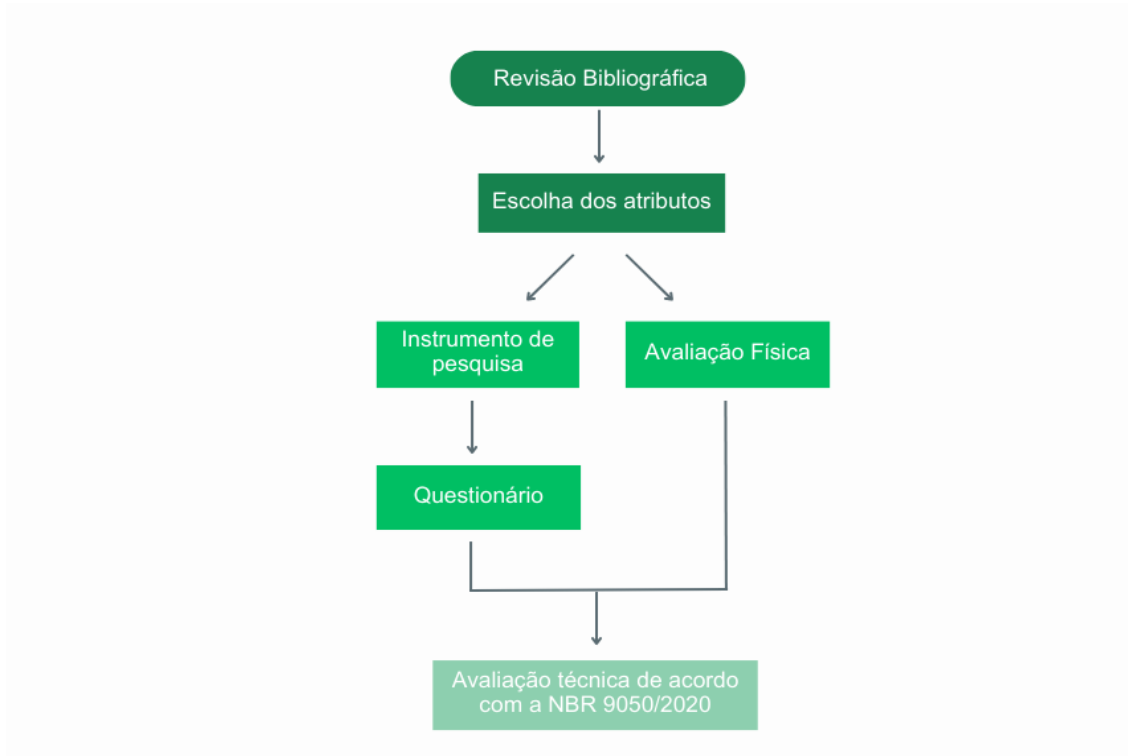 Revisão Bibliográfica
Escolha dos atributos
Instrumento de
pesquisa
Avaliação Física
Questionário
Avaliação técnica de acordo
com a NBR 9050/2020